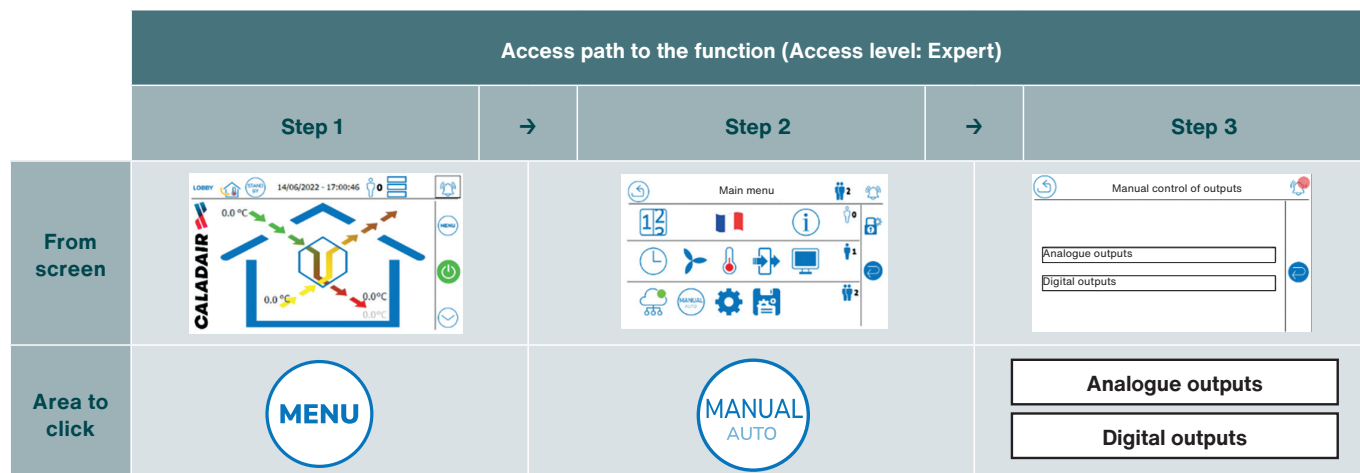 Access path to the function (Access level: Expert)
Step 1 → Step 2 → Step 3
From
screen
LOBBY STAND BY 14/06/2022 - 17:00:46 0
CALADAIR
0.0 °C
MENU
0.0 °C
0.0°C
0.0°C
Main menu 2
1 2
2
i
0
1
MANUAL
AUTO
2
Manual control of outputs
Analogue outputs
Digital outputs
Area to
click
MENU
MANUAL
AUTO
Analogue outputs
Digital outputs